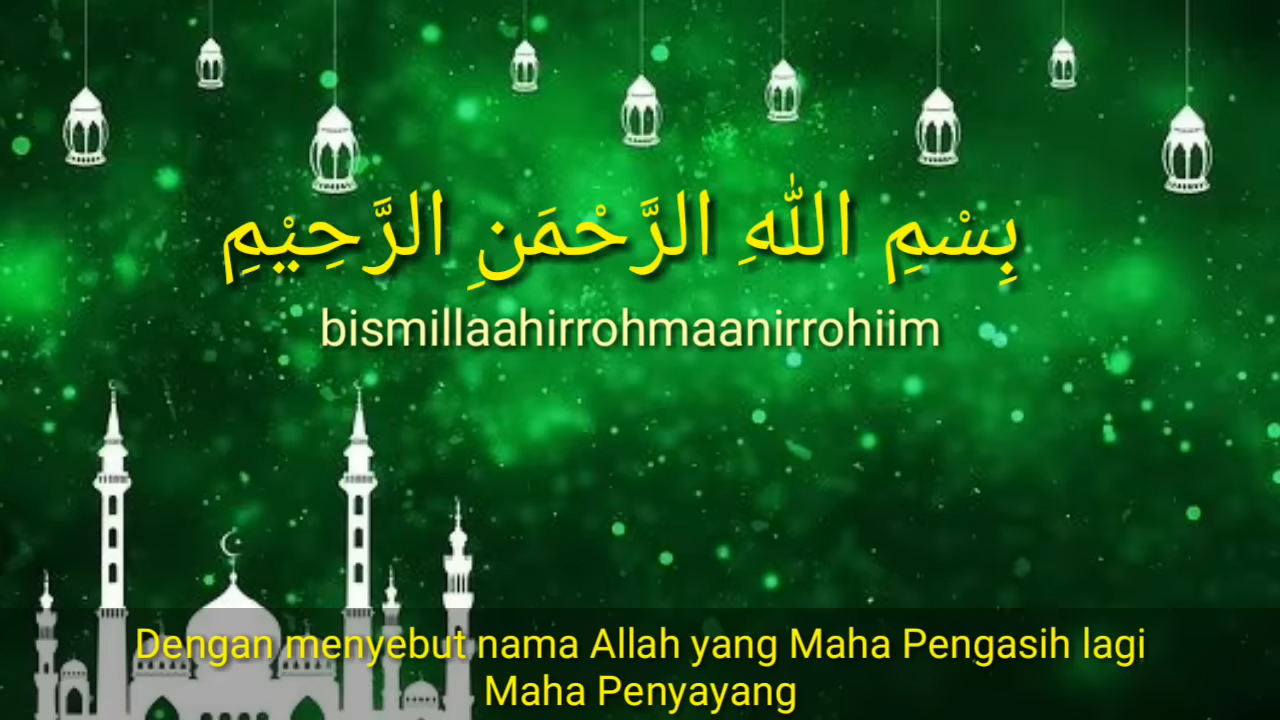 بِسْمِ اللّٰهِ الرَّحْمَنِ الرَّحِيْمِ
bismillaahirrohmaanirrohiim
Dengan menyebut nama Allah yang Maha Pengasih lagi
Maha Penyayang